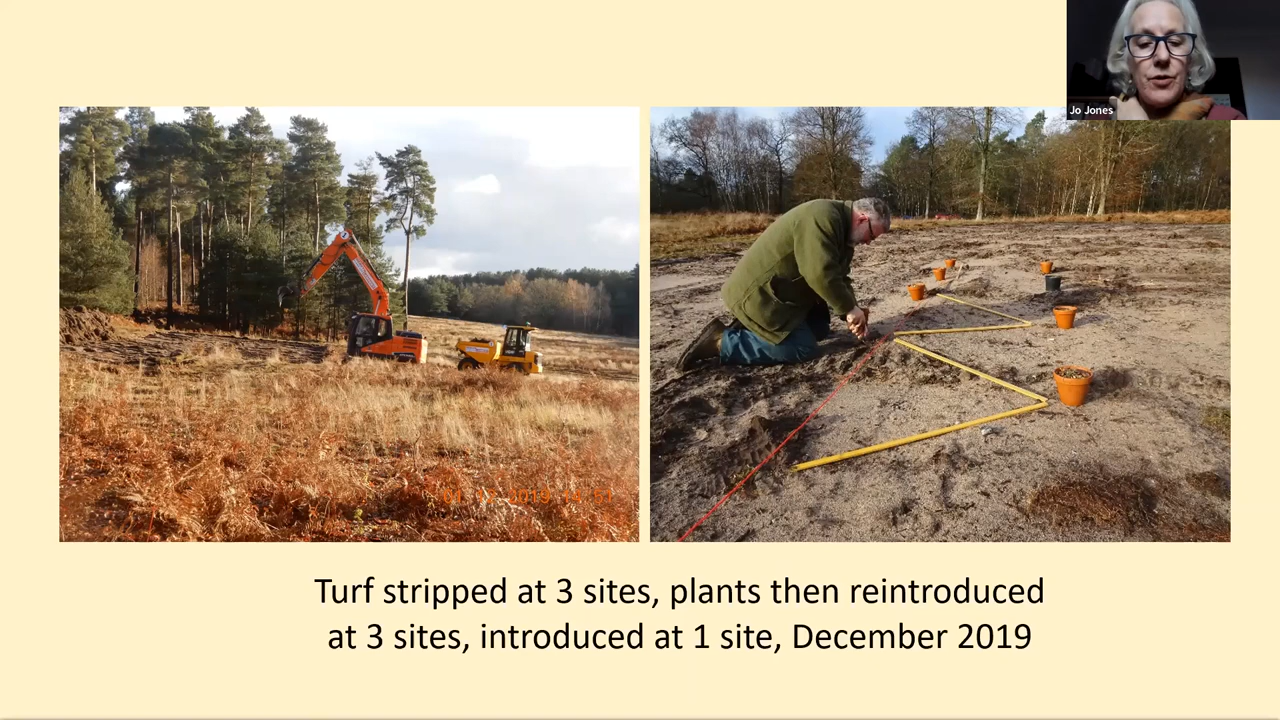 Jo Jones
Turf stripped at 3 sites, plants then reintroduced
at 3 sites, introduced at 1 site, December 2019